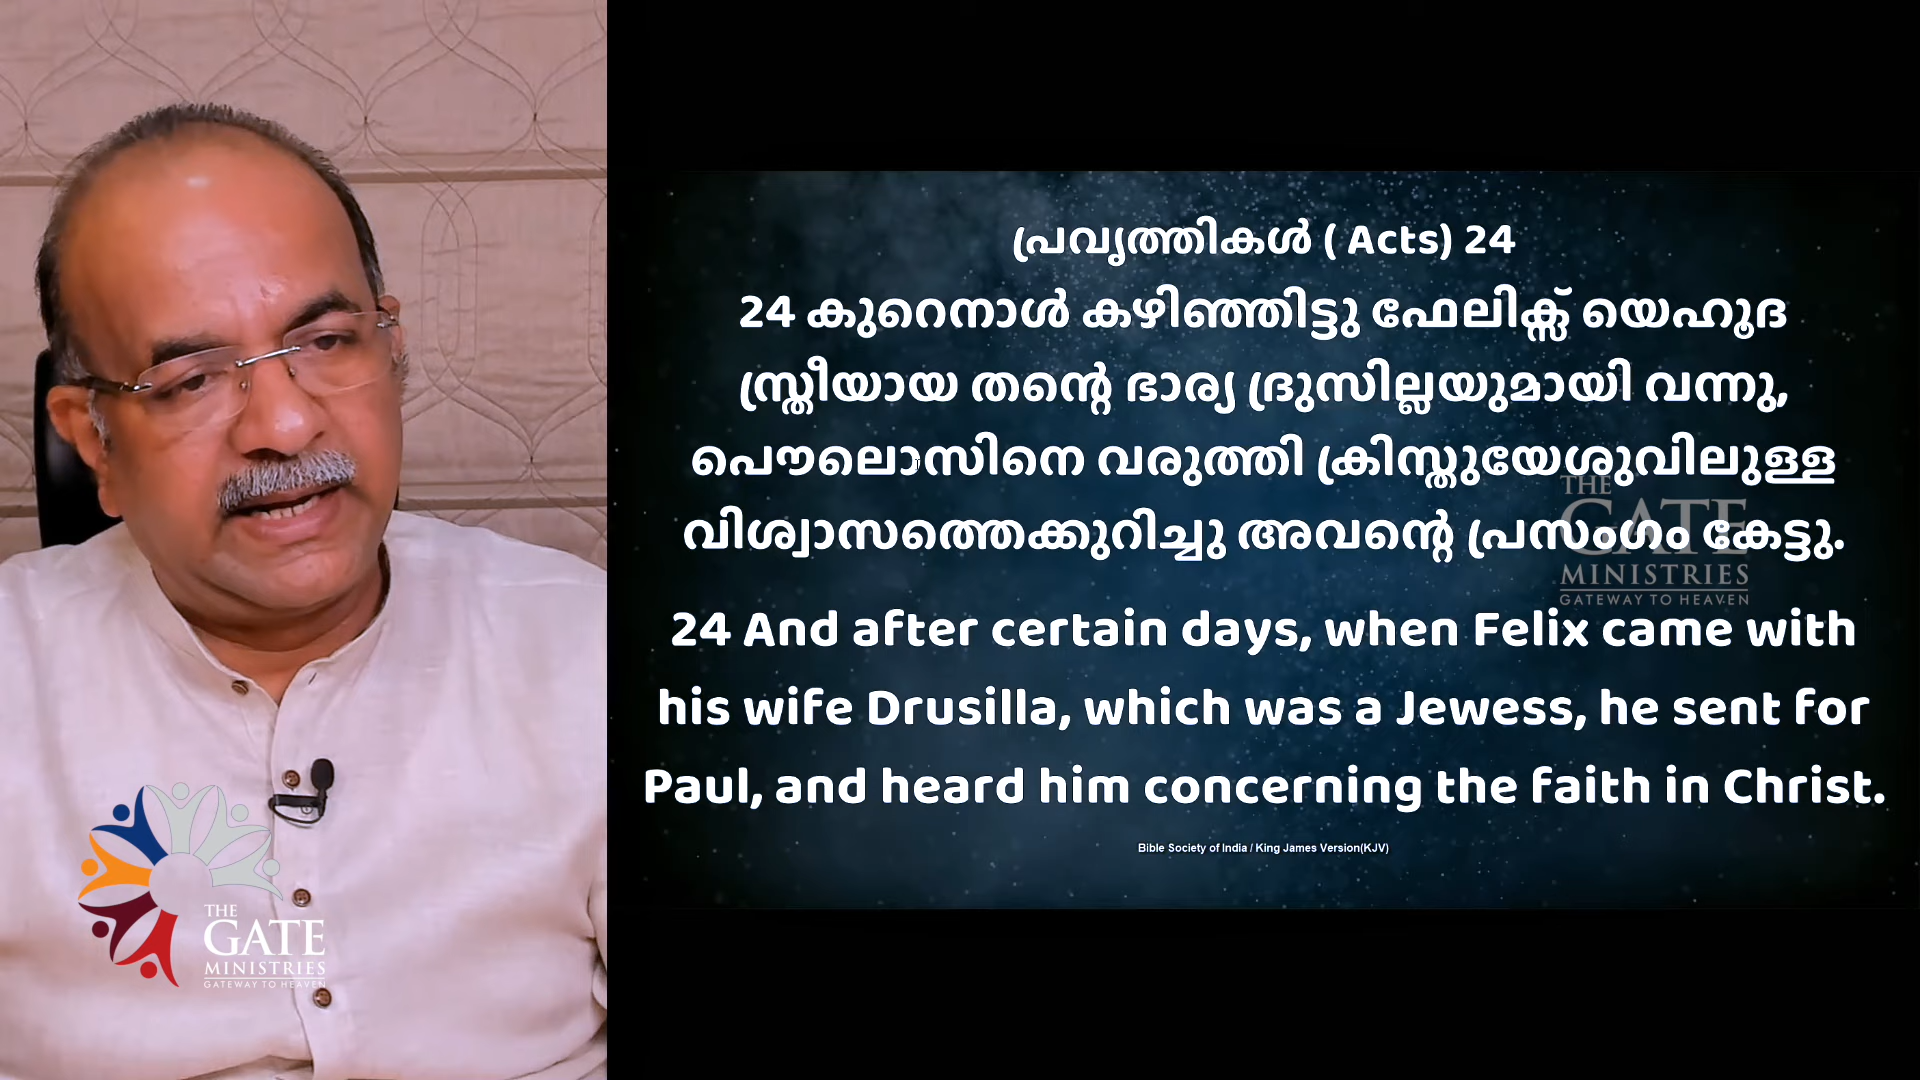 പ്രവൃത്തികൾ ( Acts) 24
24 കുറെനാൾ കഴിഞ്ഞിട്ടു ഫേലിക്സ് യെഹൂദ
സ്ത്രീയായ തന്റെ ഭാര്യ ദ്രുസില്ലയുമായി വന്നു,
പൌലൊസിനെ വരുത്തി ക്രിസ്തുയേശുവിലുള്ള
വിശ്വാസത്തെക്കുറിച്ചു അവന്റെ പ്രസംഗം കേട്ടു.
24 And after certain days, when Felix came with
his wife Drusilla, which was a Jewess, he sent for
Paul, and heard him concerning the faith in Christ.
Bible Society of India / King James Version(KJV)
THE
GATE
MINISTRIES
GATEWAY TO HEAVEN
THE
GATE
MINISTRIES
GATEWAY TO HEAVEN